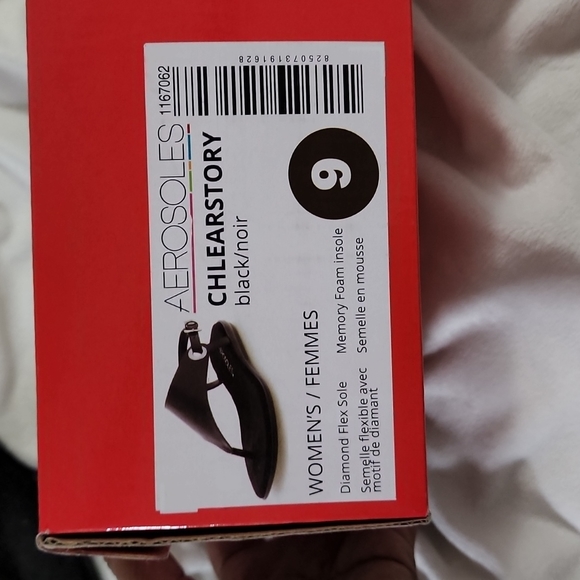 AEROSOLES
1167062
CHLEARSTORY
black/noir
825073191628
9
WOMEN'S / FEMMES
Diamond Flex Sole
Semelle flexible avec
motif de diamant
Memory Foam insole
Semelle en mousse